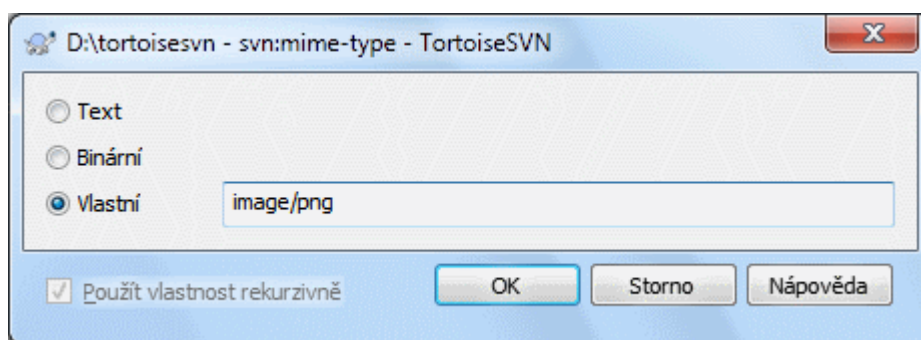 D:\tortoisesvn - svn:mime-type - TortoiseSVN
Text
Binární
Vlastní image/png
Použít vlastnost rekurzivně OK Storno Nápověda